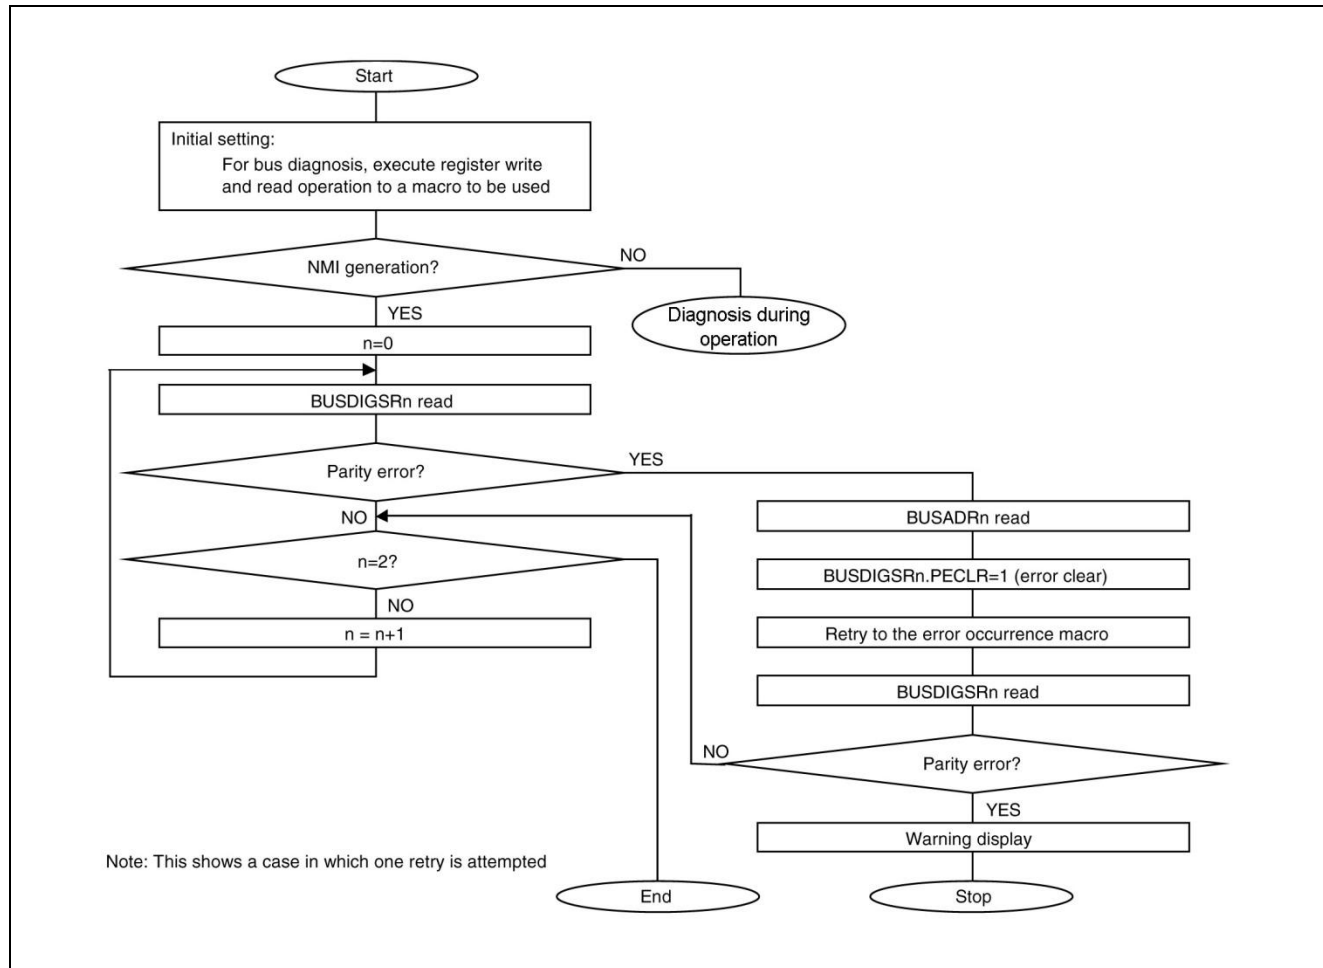 Start
Initial setting:
For bus diagnosis, execute register write
and read operation to a macro to be used
NMI generation?
NO
Diagnosis during
operation
YES
n=0
BUSDIGSRn read
Parity error?
YES
NO
BUSADRn read
n=2?
BUSDIGSRn.PECLR=1 (error clear)
NO
n = n+1
Retry to the error occurrence macro
BUSDIGSRn read
NO
Parity error?
YES
Warning display
Note: This shows a case in which one retry is attempted
End
Stop